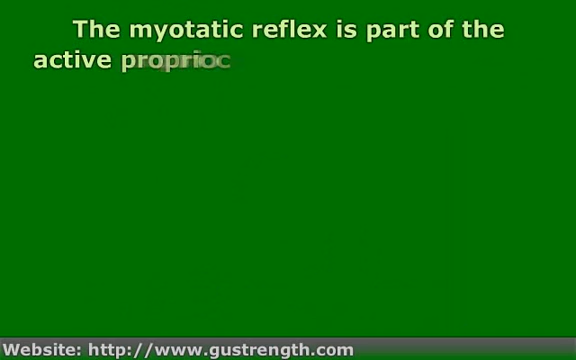 The myotatic reflex is part of the
active proprioc
Website: http://www.gustrength.com